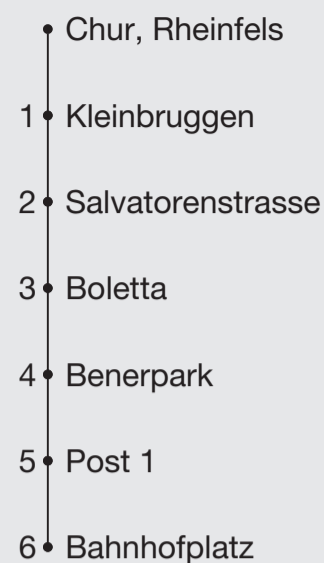 Chur, Rheinfels
1 Kleinbruggen
2 Salvatorenstrasse
3 Boletta
4 Benerpark
5 Post 1
6 Bahnhofplatz